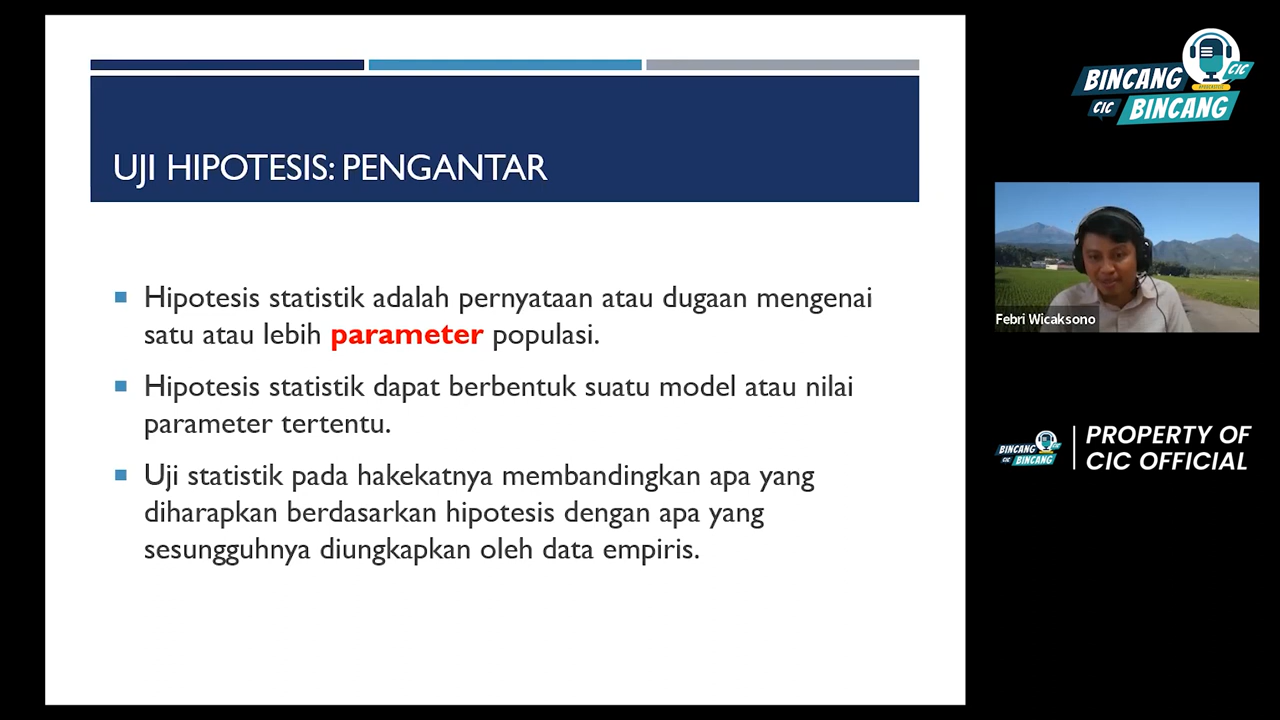 UJI HIPOTESIS: PENGANTAR
Hipotesis statistik adalah pernyataan atau dugaan mengenai
satu atau lebih parameter populasi.
Hipotesis statistik dapat berbentuk suatu model atau nilai
parameter tertentu.
Uji statistik pada hakekatnya membandingkan apa yang
diharapkan berdasarkan hipotesis dengan apa yang
sesungguhnya diungkapkan oleh data empiris.
BINCANG
CIC
CIC BINCANG
Febri Wicaksono
BINCANG
CIC
CIC BINCANG
PROPERTY OF
CIC OFFICIAL